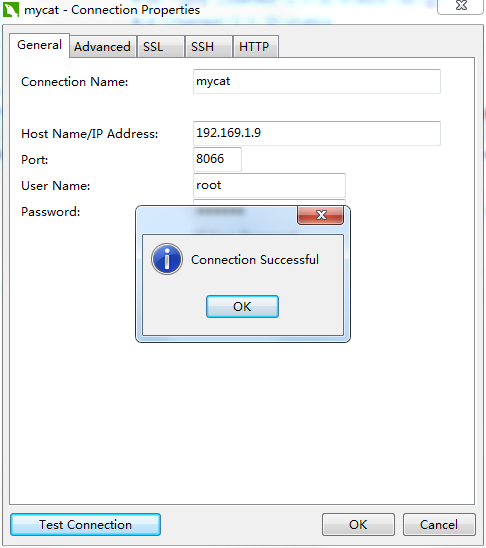 mycat - Connection Properties
General Advanced SSL SSH HTTP
Connection Name: mycat
Host Name/IP Address: 192.169.1.9
Port: 8066
User Name: root
Password:
Connection Successful
OK
Test Connection OK Cancel